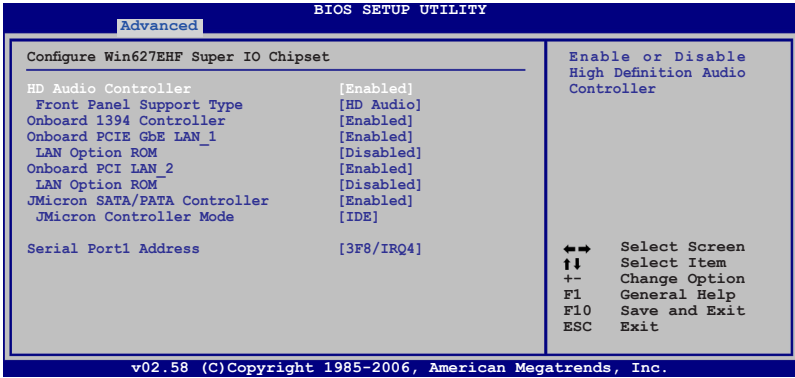 BIOS SETUP UTILITY
Advanced
Configure Win627EHF Super IO Chipset
HD Audio Controller [Enabled]
Front Panel Support Type [HD Audio]
Onboard 1394 Controller [Enabled]
Onboard PCIE GbE LAN_1 [Enabled]
LAN Option ROM [Disabled]
Onboard PCI LAN_2 [Enabled]
LAN Option ROM [Disabled]
JMicron SATA/PATA Controller [Enabled]
JMicron Controller Mode [IDE]
Serial Port1 Address [3F8/IRQ4]
Enable or Disable
High Definition Audio
Controller
←→ Select Screen
↑↓ Select Item
+- Change Option
F1 General Help
F10 Save and Exit
ESC Exit
v02.58 (C)Copyright 1985-2006, American Megatrends, Inc.